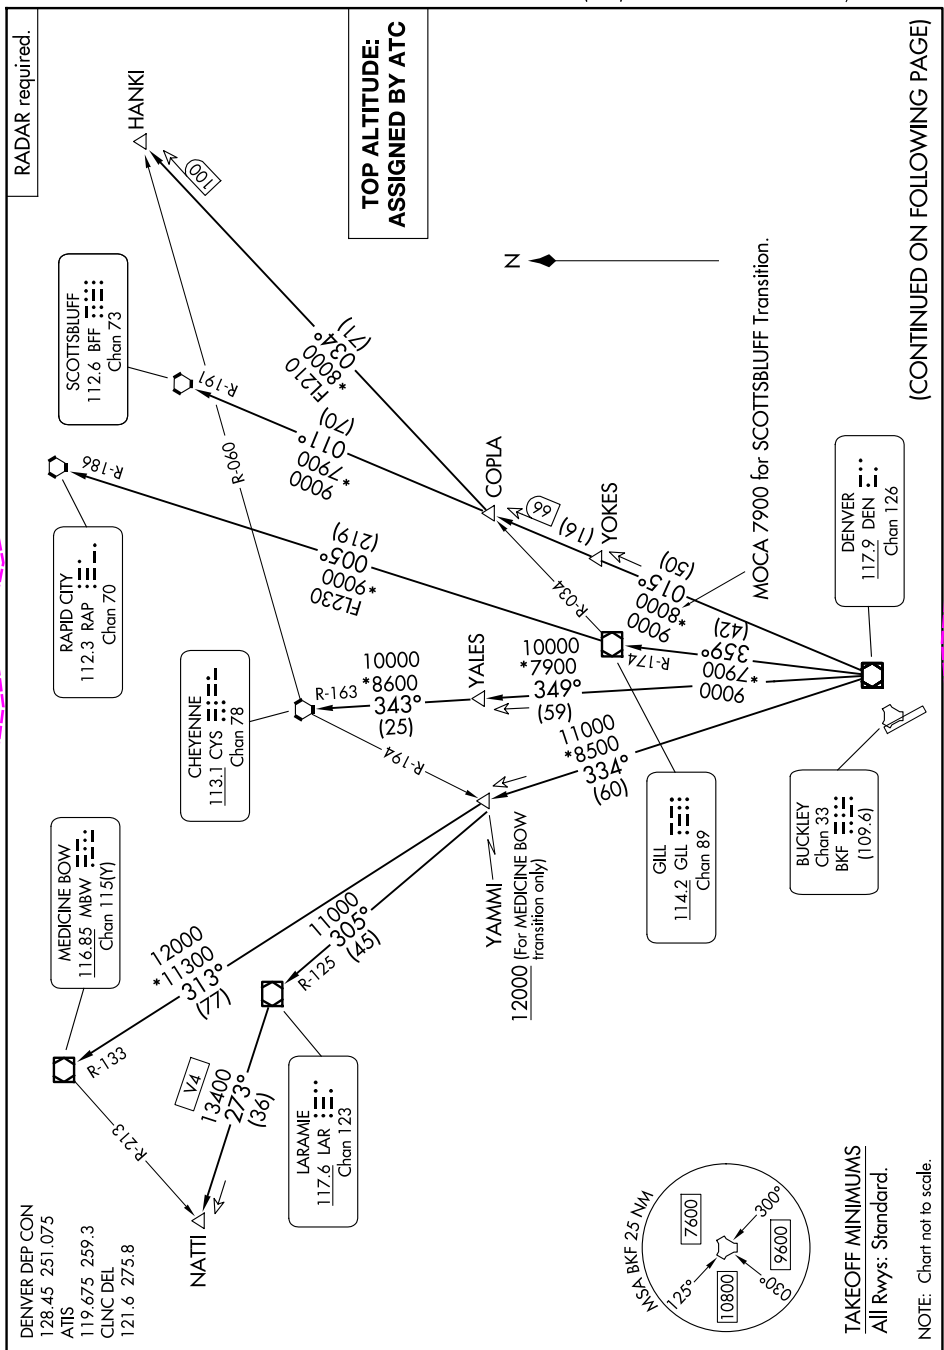 RADAR required.
TOP ALTITUDE:
ASSIGNED BY ATC
(CONTINUED ON FOLLOWING PAGE)
HANKI
100
SCOTTSBLUFF
112.6 BFF
Chan 73
R-191
R-060
RAPID CITY
112.3 RAP
Chan 70
R-186
FL210
*8000
034°
(71)
9000
*7900
011°
(70)
FL230
*9000
005°
(219)
N
COPLA
66
(16)
YOKES
R-034
MOCA 7900 for SCOTTSBLUFF Transition.
9000
*8000
015°
(50)
DENVER
117.9 DEN
Chan 126
CHEYENNE
113.1 CYS
Chan 78
R-163
R-194
10000
*8600
343°
(25)
YALES
10000
*7900
349°
(59)
R-174
9000
*7900
359°
(42)
11000
*8500
334°
(60)
GILL
114.2 GLL
Chan 89
BUCKLEY
Chan 33
BKF
(109.6)
MEDICINE BOW
116.85 MBW
Chan 115(Y)
R-133
R-213
12000
*11300
313°
(77)
11000
305°
(45)
R-125
YAMMI
12000 (For MEDICINE BOW
transition only)
V4
13400
273°
(36)
LARAMIE
117.6 LAR
Chan 123
NATTI
DENVER DEP CON
128.45 251.075
ATIS
119.675 259.3
CLNC DEL
121.6 275.8
MSA BKF 25 NM
7600
300°
125°
9600
10800
030°
TAKEOFF MINIMUMS
All Rwys: Standard.
NOTE: Chart not to scale.